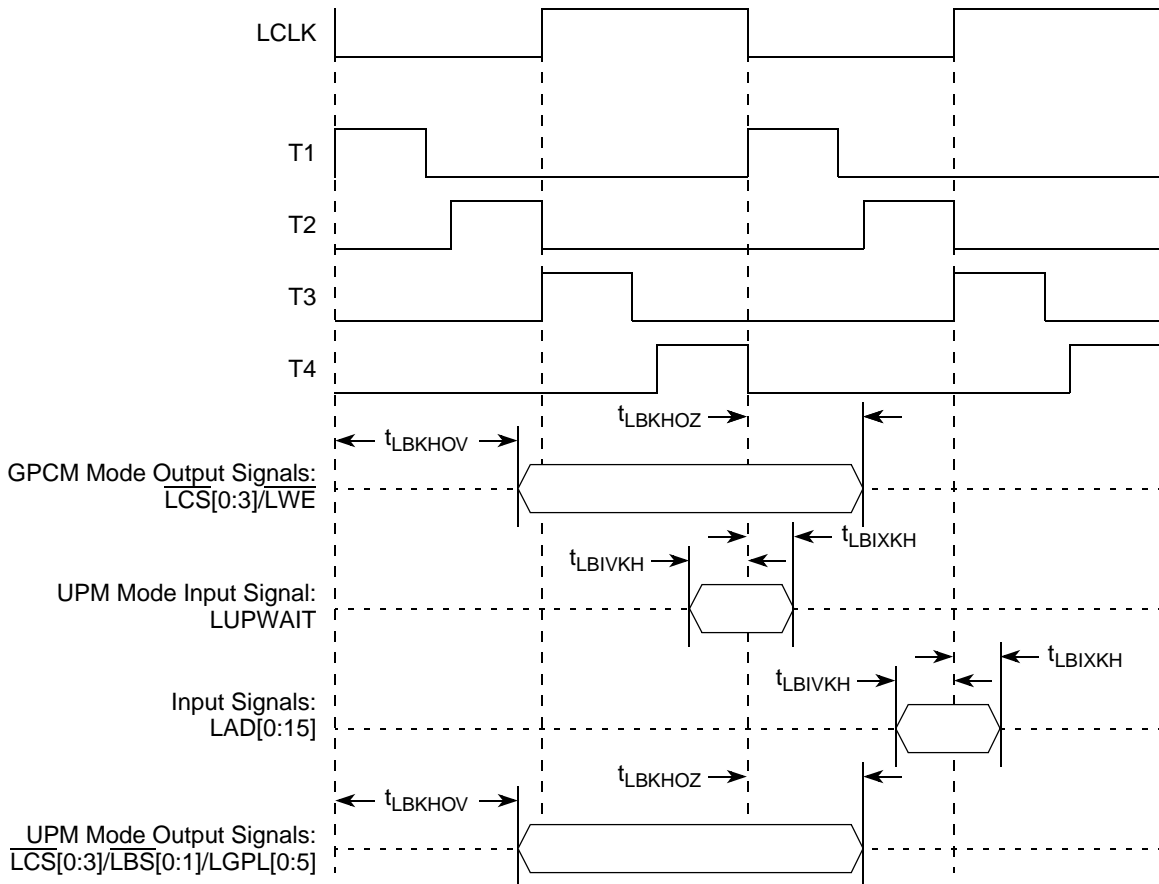 LCLK
T1
T2
T3
T4
tLBKHOZ
tLBKHOV
GPCM Mode Output Signals:
LCS[0:3]/LWE
tLBIXKH
tLBIVKH
UPM Mode Input Signal:
LUPWAIT
tLBIXKH
tLBIVKH
Input Signals:
LAD[0:15]
tLBKHOZ
tLBKHOV
UPM Mode Output Signals:
LCS[0:3]/LBS[0:1]/LGPL[0:5]